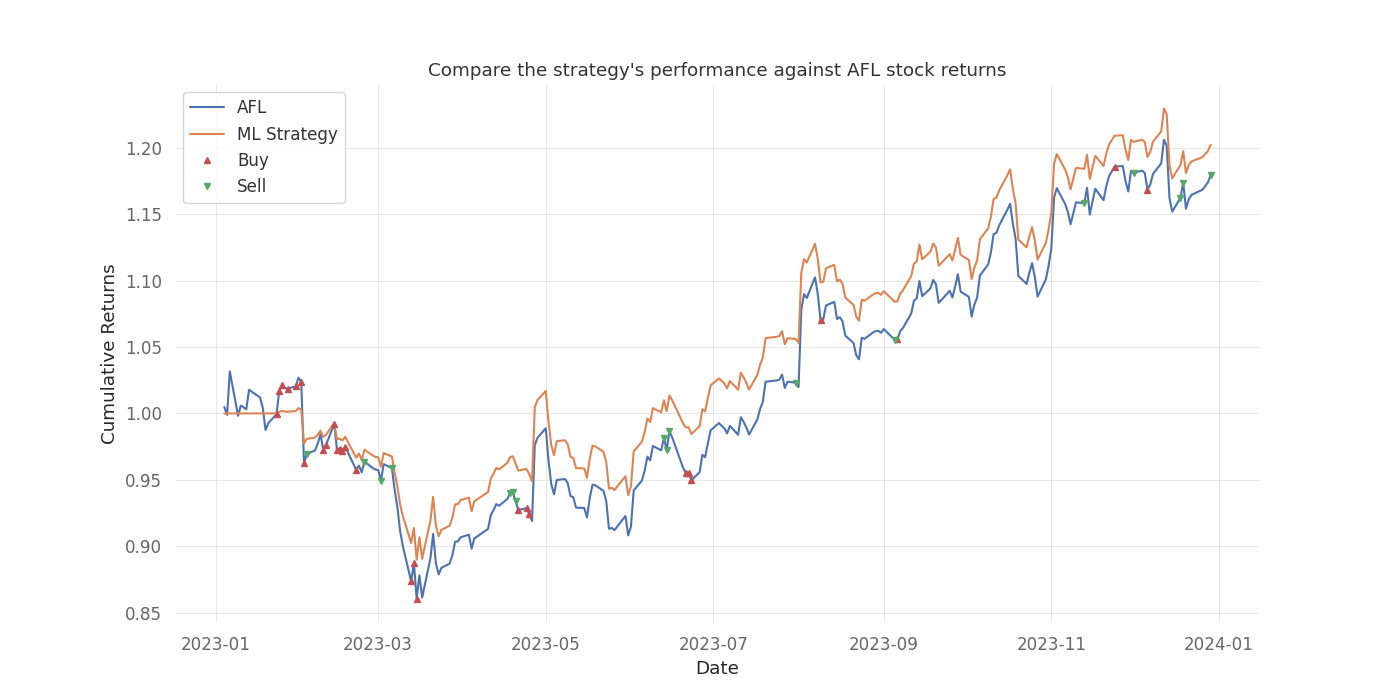 Compare the strategy's performance against AFL stock returns
AFL
ML Strategy
Buy
Sell
Cumulative Returns
1.20
1.15
1.10
1.05
1.00
0.95
0.90
0.85
2023-01 2023-03 2023-05 2023-07 2023-09 2023-11 2024-01
Date